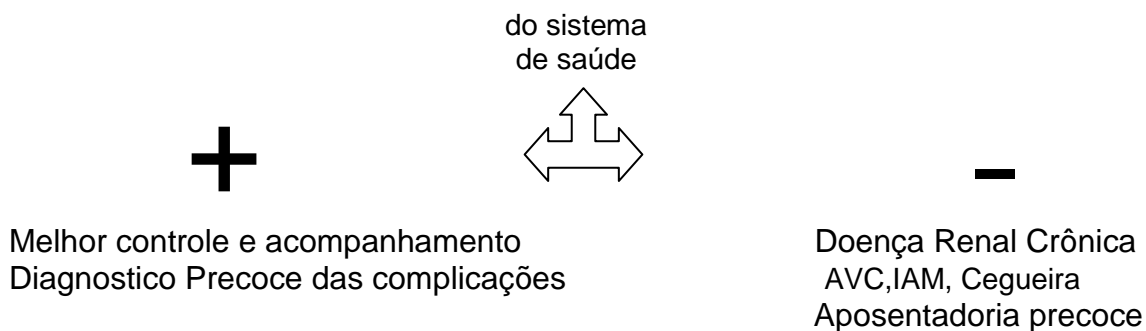 do sistema
de saúde
+
-
Melhor controle e acompanhamento
Diagnostico Precoce das complicações
Doença Renal Crônica
AVC,IAM, Cegueira
Aposentadoria precoce